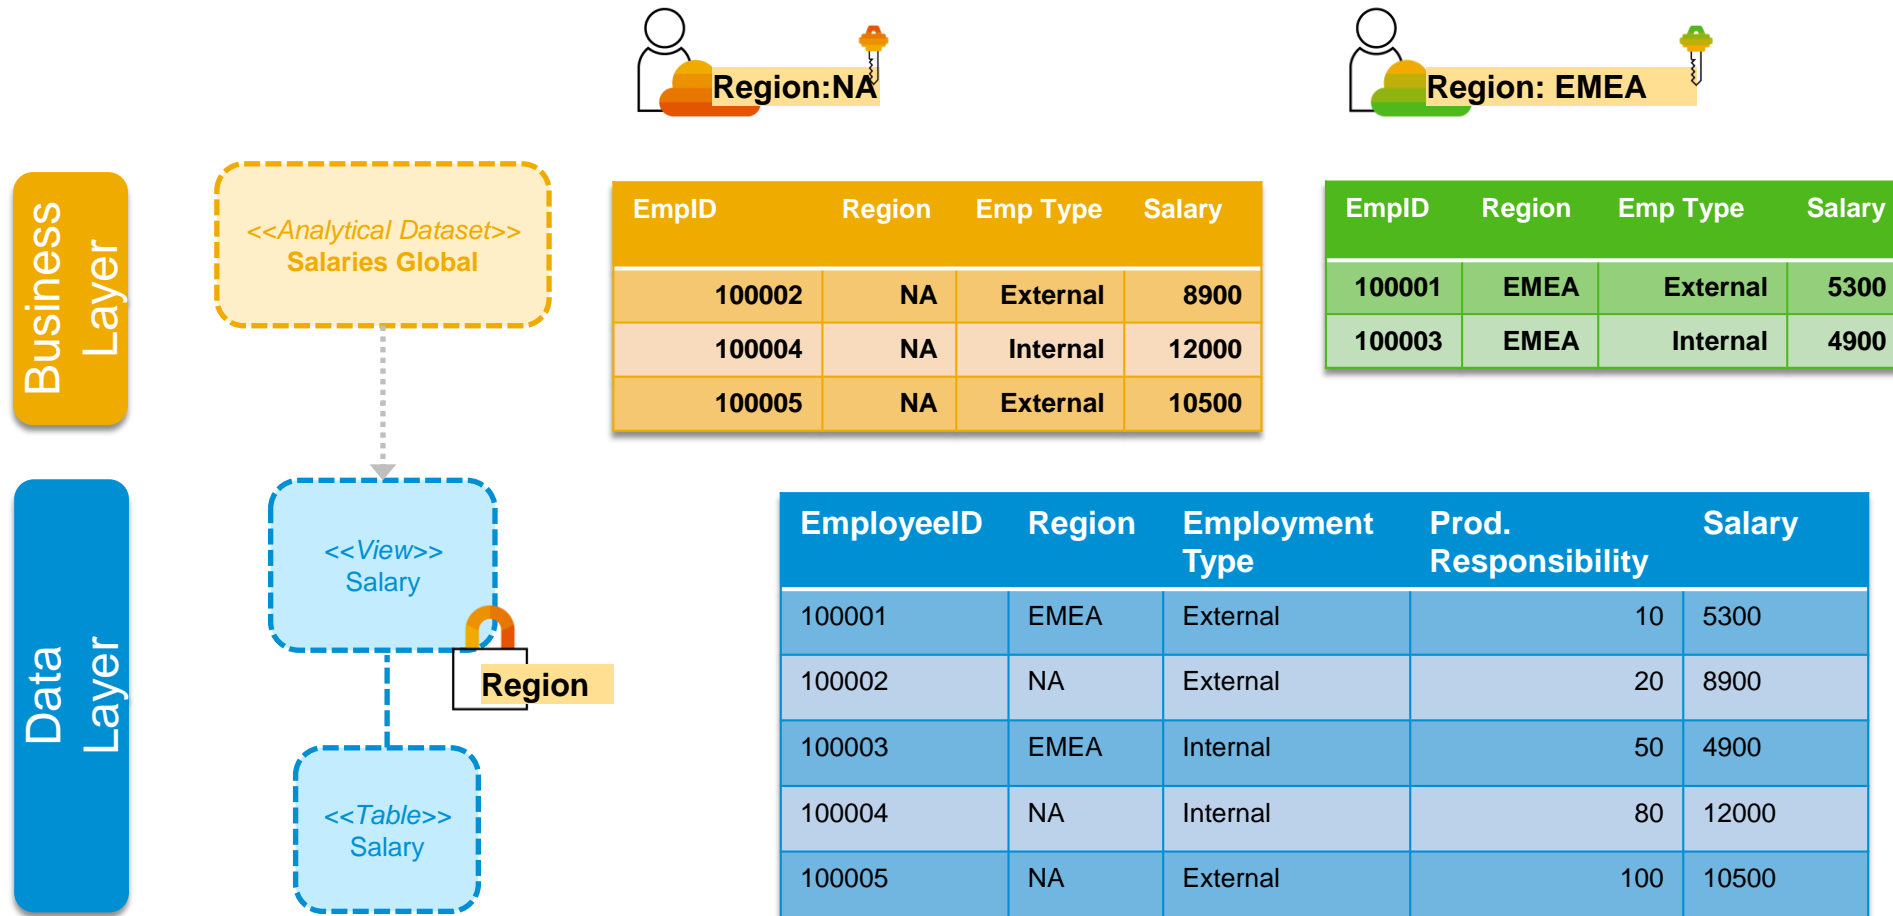 Region:NA
Region: EMEA
Business
Layer
<<Analytical Dataset>>
Salaries Global
EmpID Region Emp Type Salary
100002 NA External 8900
100004 NA Internal 12000
100005 NA External 10500
EmpID Region Emp Type Salary
100001 EMEA External 5300
100003 EMEA Internal 4900
Data
Layer
<<View>>
Salary
Region
<<Table>>
Salary
EmployeeID Region Employment Prod. Salary
Type Responsibility
100001 EMEA External 10 5300
100002 NA External 20 8900
100003 EMEA Internal 50 4900
100004 NA Internal 80 12000
100005 NA External 100 10500